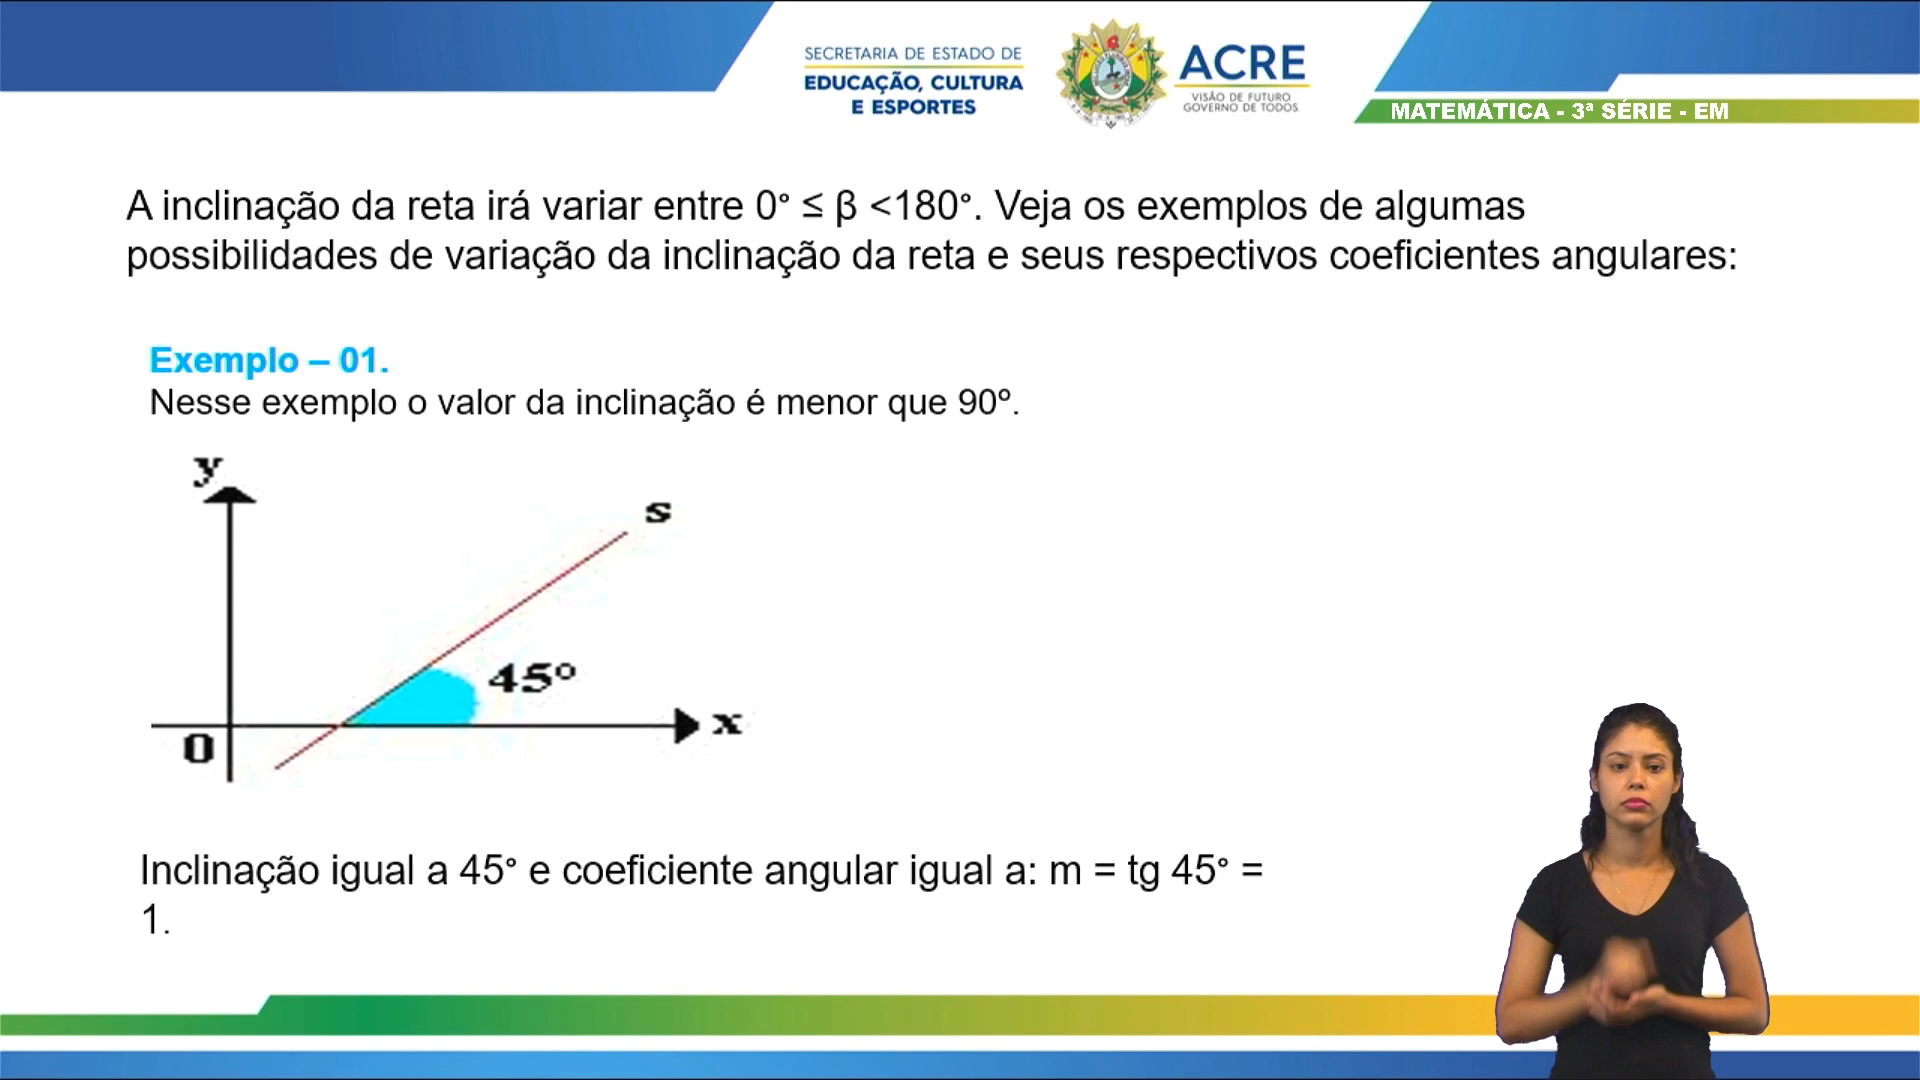 SECRETARIA DE ESTADO DE
EDUCAÇÃO, CULTURA
E ESPORTES
ACRE
VISÃO DE FUTURO
GOVERNO DE TODOS
MATEMÁTICA - 3ª SÉRIE - EM
A inclinação da reta irá variar entre 0° ≤ β <180°. Veja os exemplos de algumas
possibilidades de variação da inclinação da reta e seus respectivos coeficientes angulares:
Exemplo – 01.
Nesse exemplo o valor da inclinação é menor que 90º.
y
s
45º
x
0
Inclinação igual a 45° e coeficiente angular igual a: m = tg 45° =
1.